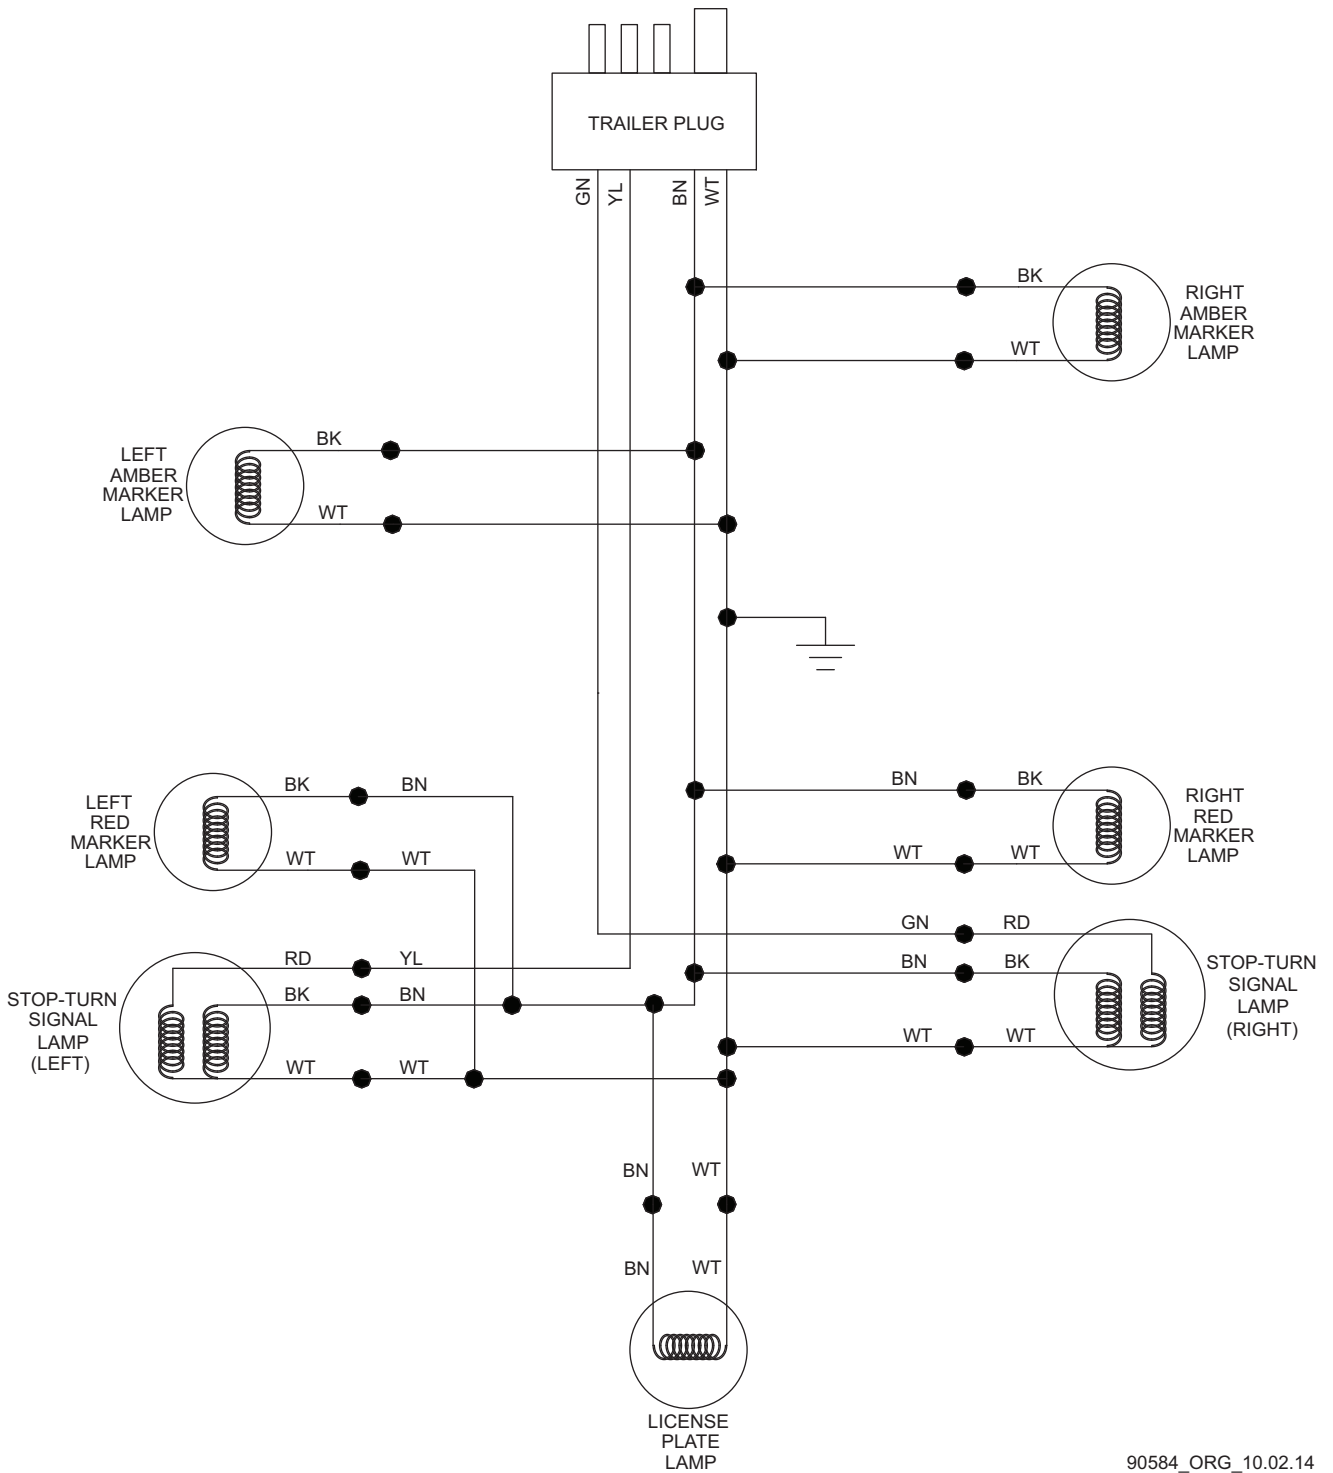 TRAILER PLUG
GN
YL
BN
WT
BK
RIGHT
AMBER
MARKER
LAMP
WT
LEFT
AMBER
MARKER
LAMP
BK
WT
LEFT
RED
MARKER
LAMP
BK
BN
WT
WT
BN
BK
RIGHT
RED
MARKER
LAMP
WT
WT
STOP-TURN
SIGNAL
LAMP
(LEFT)
RD
YL
BK
BN
WT
WT
GN
RD
BN
BK
WT
WT
STOP-TURN
SIGNAL
LAMP
(RIGHT)
BN
WT
BN
WT
LICENSE
PLATE
LAMP
90584_ORG_10.02.14